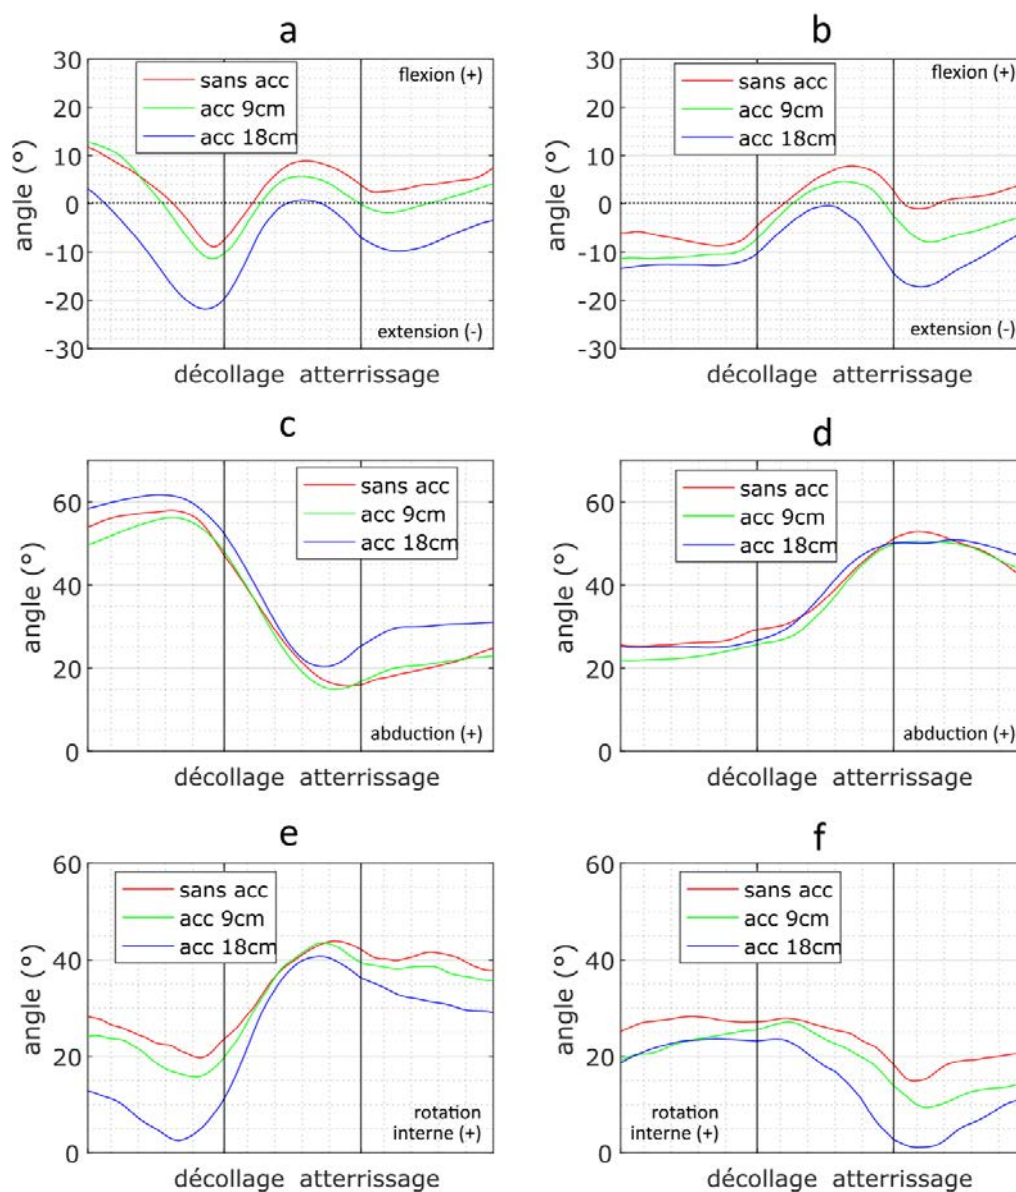 a
30
20
10
0
-10
-20
-30
angle (°)
sans acc
acc 9cm
acc 18cm
flexion (+)
extension (-)
décollage atterrissage
b
30
20
10
0
-10
-20
-30
angle (°)
sans acc
acc 9cm
acc 18cm
flexion (+)
extension (-)
décollage atterrissage
c
60
40
20
0
angle (°)
sans acc
acc 9cm
acc 18cm
abduction (+)
décollage atterrissage
d
60
40
20
0
angle (°)
sans acc
acc 9cm
acc 18cm
abduction (+)
décollage atterrissage
e
60
40
20
0
angle (°)
sans acc
acc 9cm
acc 18cm
rotation
interne (+)
décollage atterrissage
f
60
40
20
0
angle (°)
sans acc
acc 9cm
acc 18cm
rotation
interne (+)
décollage atterrissage